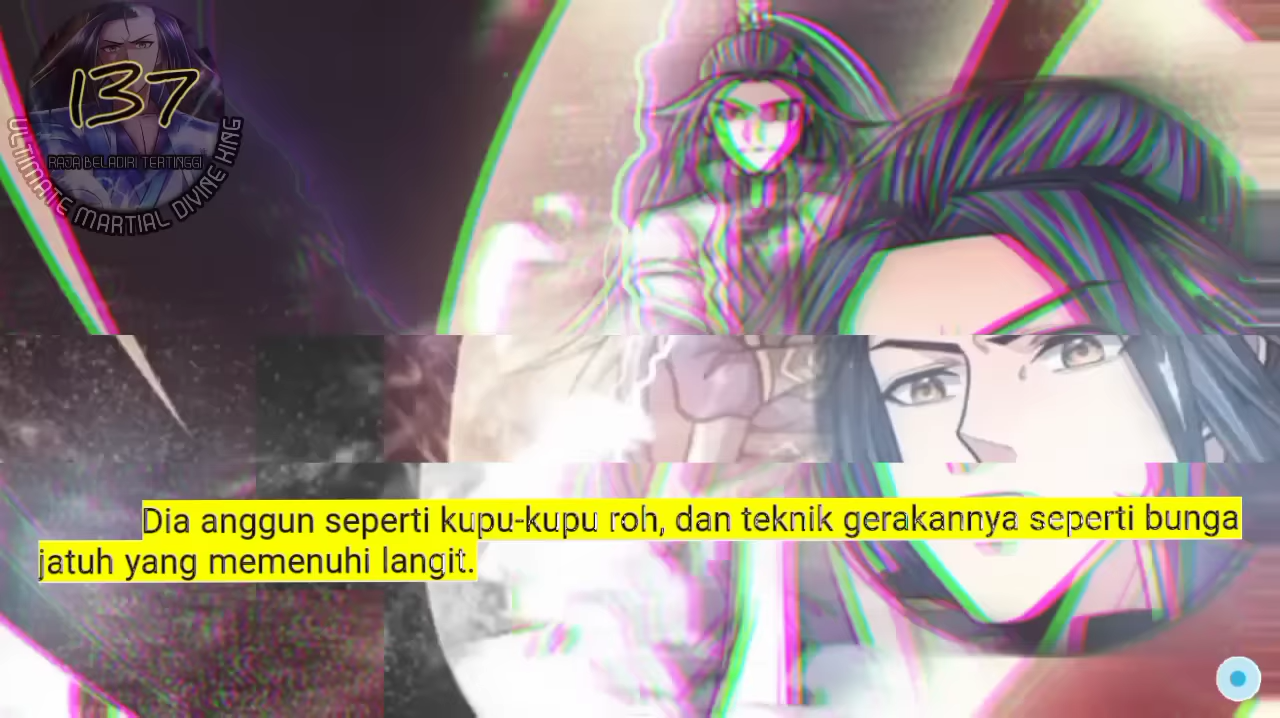 137
RAJA BELADIRI TERTINGGI
ULTIMATE MARTIAL DIVINE KING
Dia anggun seperti kupu-kupu roh, dan teknik gerakannya seperti bunga
jatuh yang memenuhi langit.